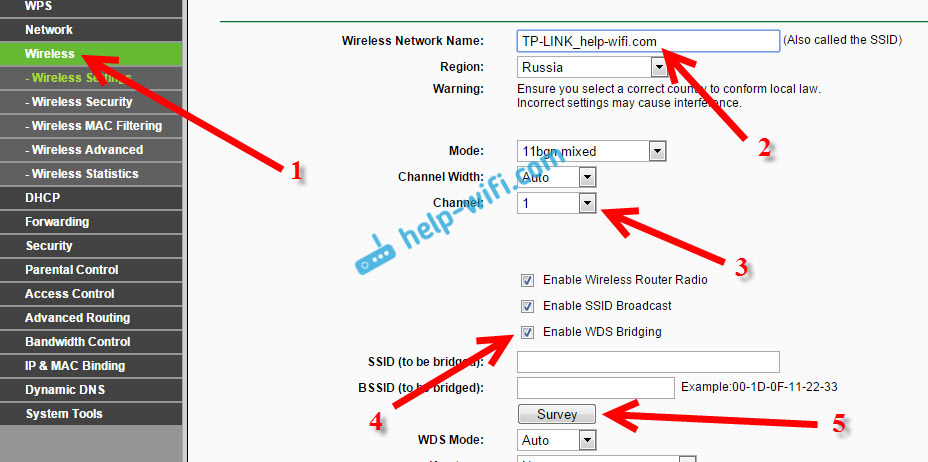 WPS
Network
Wireless
- Wireless Settings
- Wireless Security
- Wireless MAC Filtering
- Wireless Advanced
- Wireless Statistics
DHCP
Forwarding
Security
Parental Control
Access Control
Advanced Routing
Bandwidth Control
IP & MAC Binding
Dynamic DNS
System Tools
1
Wireless Network Name: TP-LINK_help-wifi.com (Also called the SSID)
Region: Russia
Warning: Ensure you select a correct country to conform local law.
Incorrect settings may cause interference.
2
Mode: 11bgn mixed
Channel Width: Auto
Channel: 1
3
help-wifi.com
Enable Wireless Router Radio
Enable SSID Broadcast
Enable WDS Bridging
SSID (to be bridged):
BSSID (to be bridged): Example:00-1D-0F-11-22-33
4
Survey
5
WDS Mode: Auto